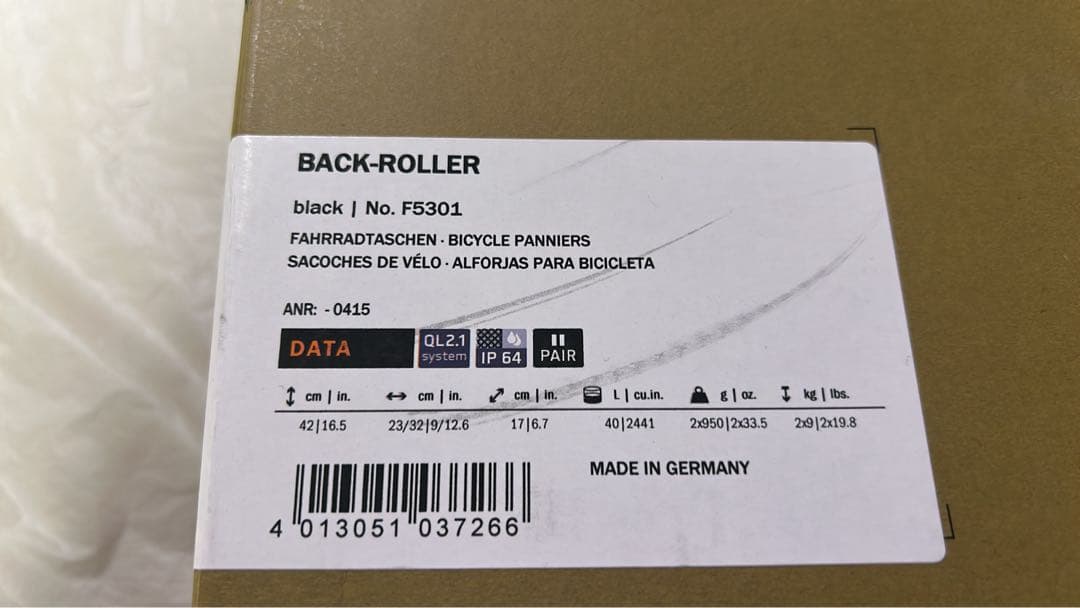 BACK-ROLLER
black | No. F5301
FAHRRADTASCHEN · BICYCLE PANNIERS
SACOCHES DE VÉLO · ALFORJAS PARA BICICLETA
ANR: - 0415
DATA QL2.1 system IP 64 PAIR
cm | in. cm | in. cm | in. L | cu.in. g | oz. kg | lbs.
42|16.5 23/32|9/12.6 17|6.7 40|2441 2x950|2x33.5 2x9|2x19.8
MADE IN GERMANY
4 013051 037266